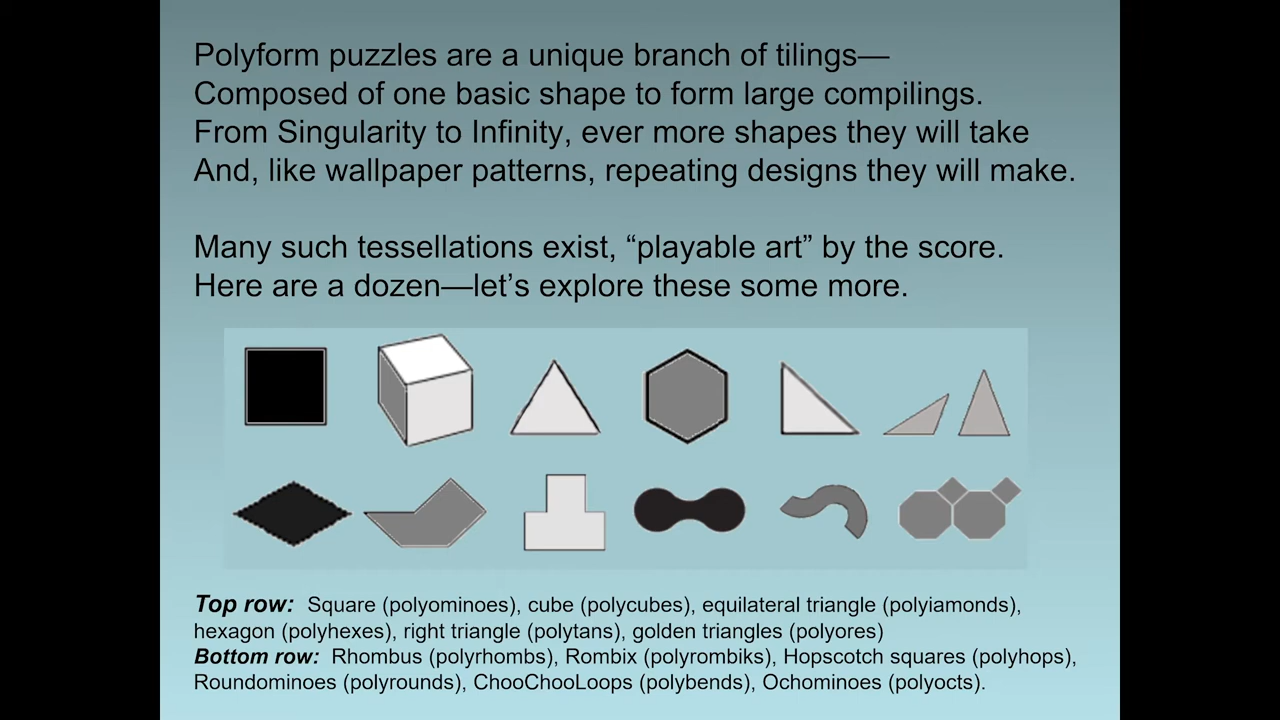 Polyform puzzles are a unique branch of tilings—
Composed of one basic shape to form large compilings.
From Singularity to Infinity, ever more shapes they will take
And, like wallpaper patterns, repeating designs they will make.
Many such tessellations exist, “playable art” by the score.
Here are a dozen—let’s explore these some more.
Top row: Square (polyominoes), cube (polycubes), equilateral triangle (polyiamonds),
hexagon (polyhexes), right triangle (polytans), golden triangles (polyores)
Bottom row: Rhombus (polyrhombs), Rombix (polyrombiks), Hopscotch squares (polyhops),
Roundominoes (polyrounds), ChooChooLoops (polybends), Ochominoes (polyocts).